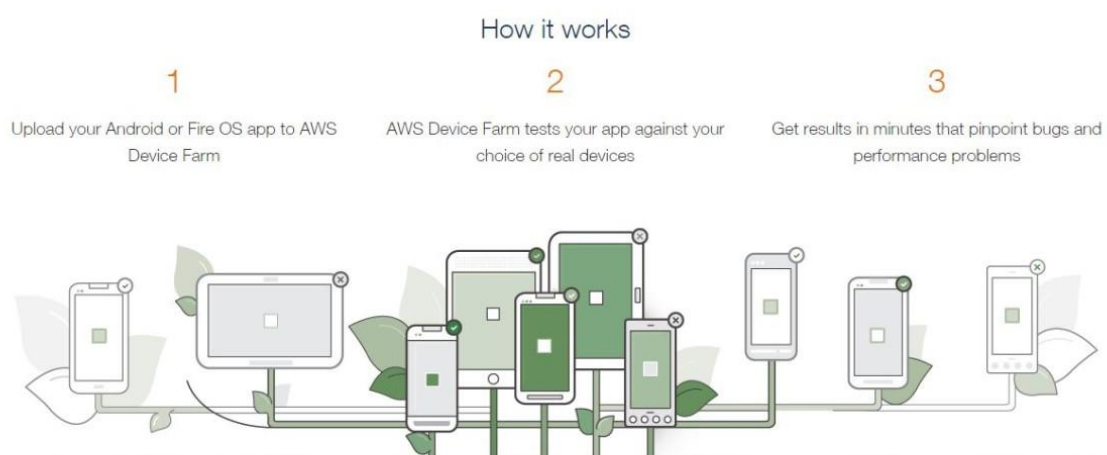 How it works
1
Upload your Android or Fire OS app to AWS
Device Farm
2
AWS Device Farm tests your app against your
choice of real devices
3
Get results in minutes that pinpoint bugs and
performance problems